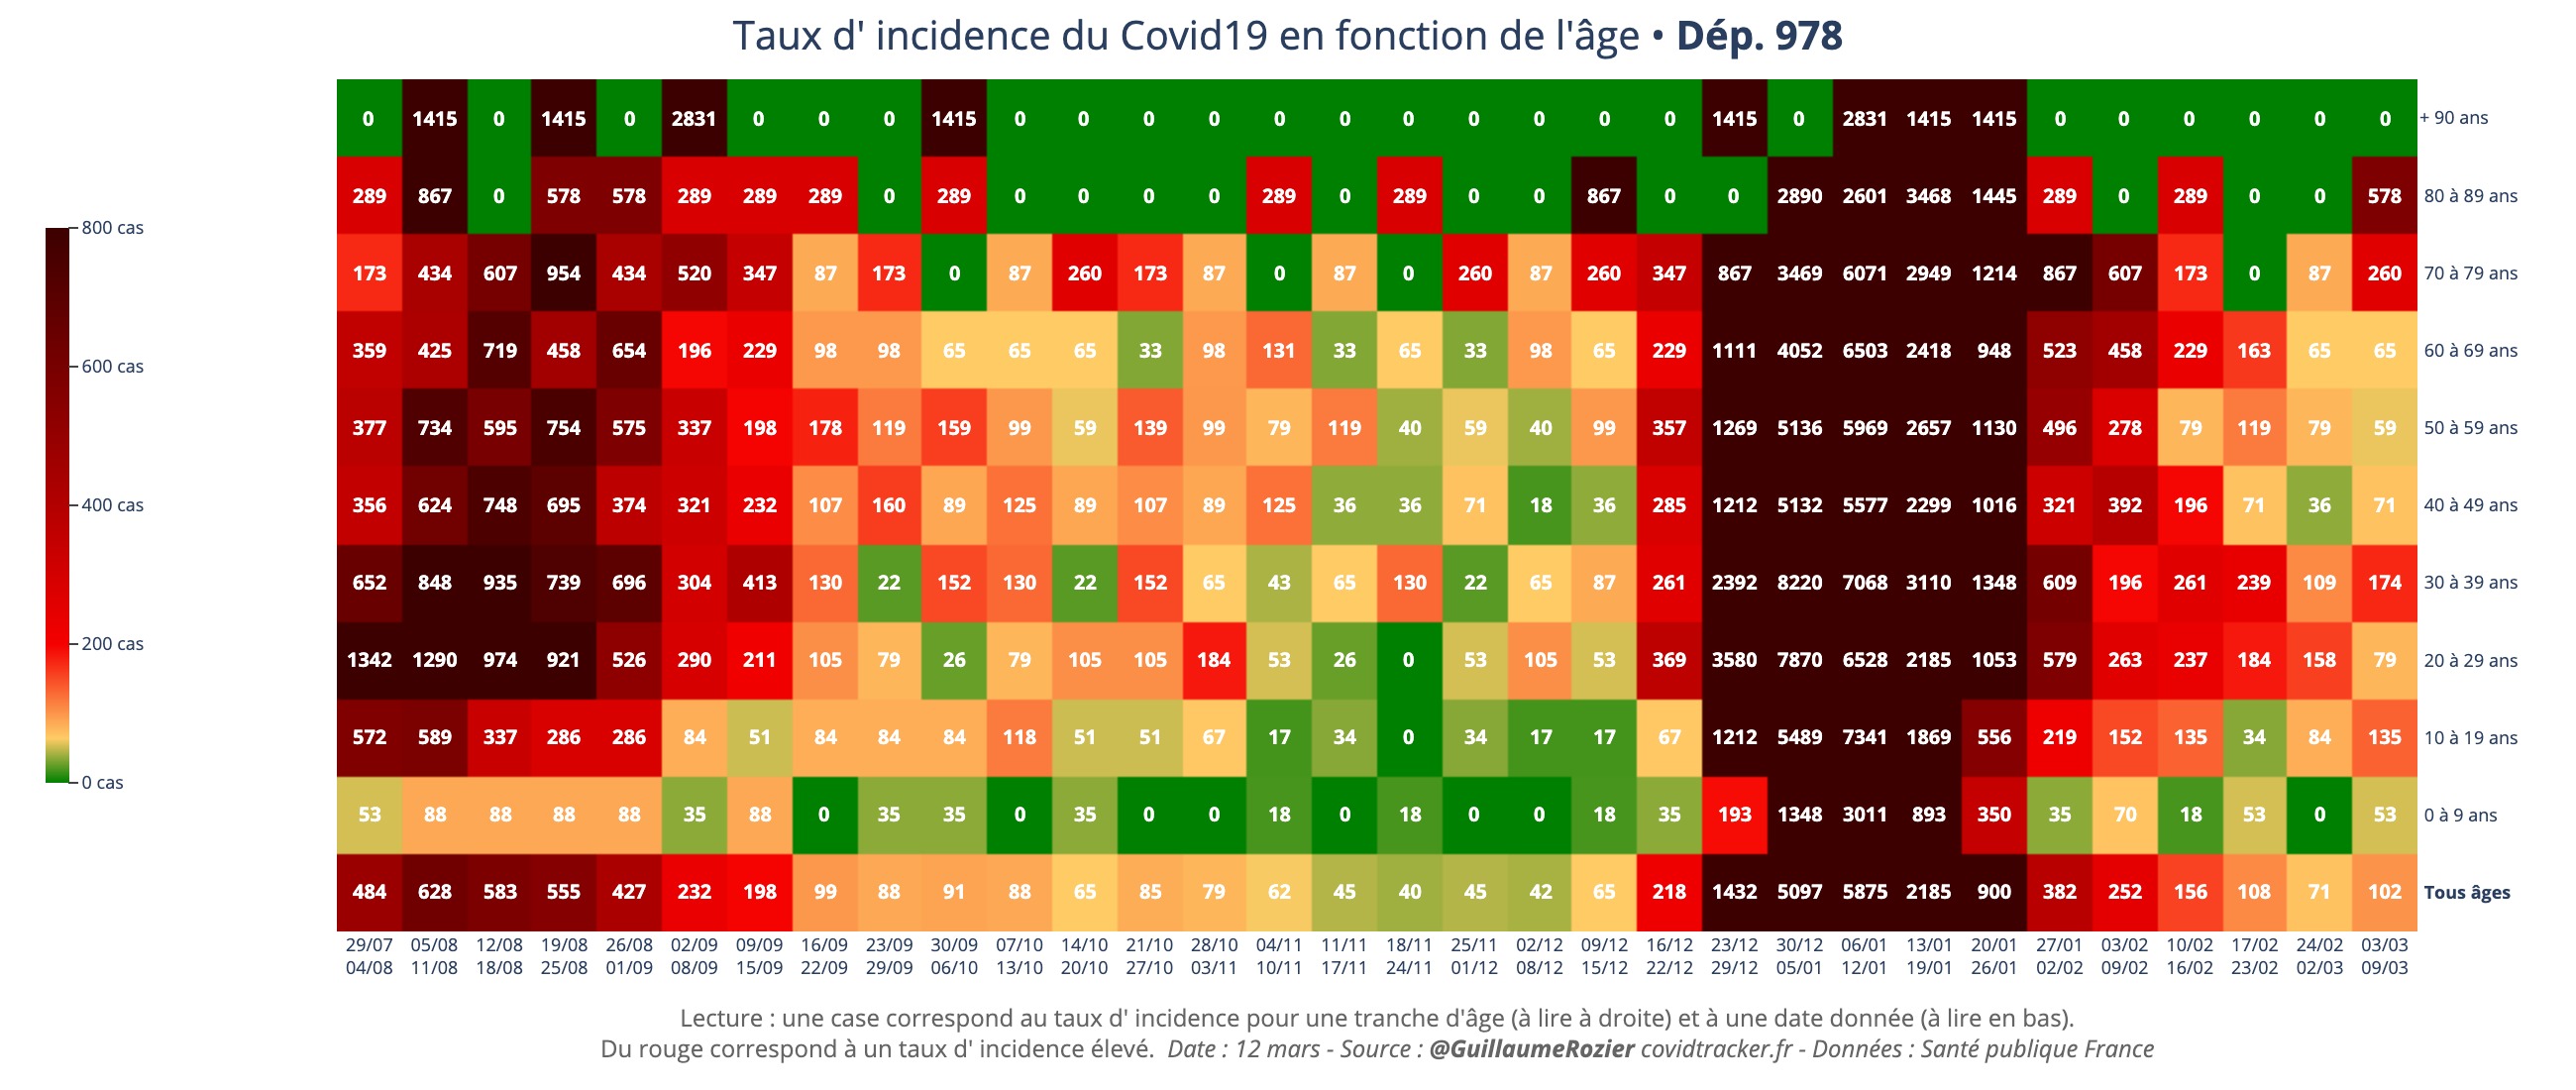 Taux d' incidence du Covid19 en fonction de l'âge • Dép. 978
0 1415 0 1415 0 2831 0 0 0 1415 0 0 0 0 0 0 0 0 0 0 0 1415 0 2831 1415 1415 0 0 0 0 0 0 + 90 ans
289 867 0 578 578 289 289 289 0 289 0 0 0 0 289 0 289 0 0 867 0 0 2890 2601 3468 1445 289 0 289 0 0 578 80 à 89 ans
800 cas
173 434 607 954 434 520 347 87 173 0 87 260 173 87 0 87 0 260 87 260 347 867 3469 6071 2949 1214 867 607 173 0 87 260 70 à 79 ans
359 425 719 458 654 196 229 98 98 65 65 65 33 98 131 33 65 33 98 65 229 1111 4052 6503 2418 948 523 458 229 163 65 65 60 à 69 ans
600 cas
377 734 595 754 575 337 198 178 119 159 99 59 139 99 79 119 40 59 40 99 357 1269 5136 5969 2657 1130 496 278 79 119 79 59 50 à 59 ans
400 cas
356 624 748 695 374 321 232 107 160 89 125 89 107 89 125 36 36 71 18 36 285 1212 5132 5577 2299 1016 321 392 196 71 36 71 40 à 49 ans
652 848 935 739 696 304 413 130 22 152 130 22 152 65 43 65 130 22 65 87 261 2392 8220 7068 3110 1348 609 196 261 239 109 174 30 à 39 ans
200 cas
1342 1290 974 921 526 290 211 105 79 26 79 105 105 184 53 26 0 53 105 53 369 3580 7870 6528 2185 1053 579 263 237 184 158 79 20 à 29 ans
572 589 337 286 286 84 51 84 84 84 118 51 51 67 17 34 0 34 17 17 67 1212 5489 7341 1869 556 219 152 135 34 84 135 10 à 19 ans
0 cas
53 88 88 88 88 35 88 0 35 35 0 35 0 0 18 0 18 0 0 18 35 193 1348 3011 893 350 35 70 18 53 0 53 0 à 9 ans
484 628 583 555 427 232 198 99 88 91 88 65 85 79 62 45 40 45 42 65 218 1432 5097 5875 2185 900 382 252 156 108 71 102 Tous âges
29/07 05/08 12/08 19/08 26/08 02/09 09/09 16/09 23/09 30/09 07/10 14/10 21/10 28/10 04/11 11/11 18/11 25/11 02/12 09/12 16/12 23/12 30/12 06/01 13/01 20/01 27/01 03/02 10/02 17/02 24/02 03/03
04/08 11/08 18/08 25/08 01/09 08/09 15/09 22/09 29/09 06/10 13/10 20/10 27/10 03/11 10/11 17/11 24/11 01/12 08/12 15/12 22/12 29/12 05/01 12/01 19/01 26/01 02/02 09/02 16/02 23/02 02/03 09/03
Lecture : une case correspond au taux d' incidence pour une tranche d'âge (à lire à droite) et à une date donnée (à lire en bas).
Du rouge correspond à un taux d' incidence élevé. Date : 12 mars - Source : @GuillaumeRozier covidtracker.fr - Données : Santé publique France